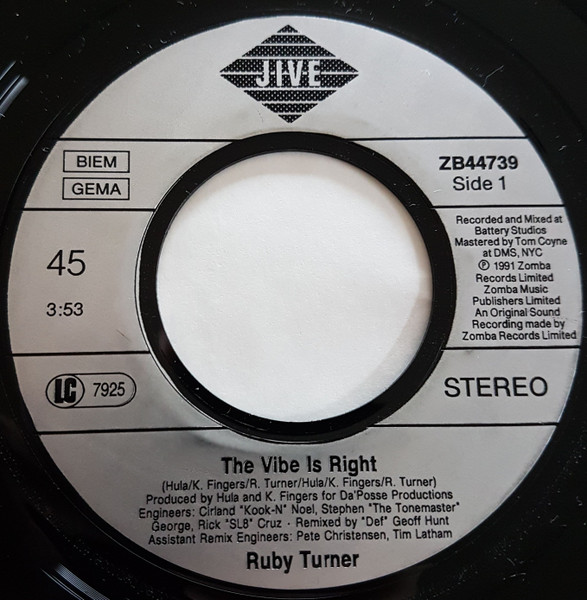 JIVE
BIEM
GEMA
ZB44739
Side 1
45
3:53
Recorded and Mixed at
Battery Studios
Mastered by Tom Coyne
at DMS, NYC
℗ 1991 Zomba
Records Limited
Zomba Music
Publishers Limited
An Original Sound
Recording made by
Zomba Records Limited
LC 7925
STEREO
The Vibe Is Right
(Hula/K. Fingers/R. Turner/Hula/K. Fingers/R. Turner)
Produced by Hula and K. Fingers for Da'Posse Productions
Engineers: Cirland "Kook-N" Noel, Stephen "The Tonemaster"
George, Rick "SL8" Cruz · Remixed by "Def" Geoff Hunt
Assistant Remix Engineers: Pete Christensen, Tim Latham
Ruby Turner